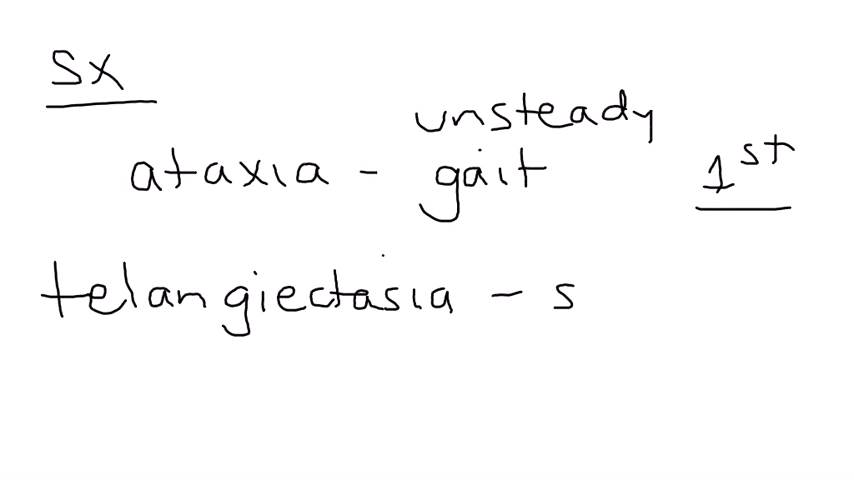 Sx
unsteady
ataxia - gait 1st
telangiectasia - s